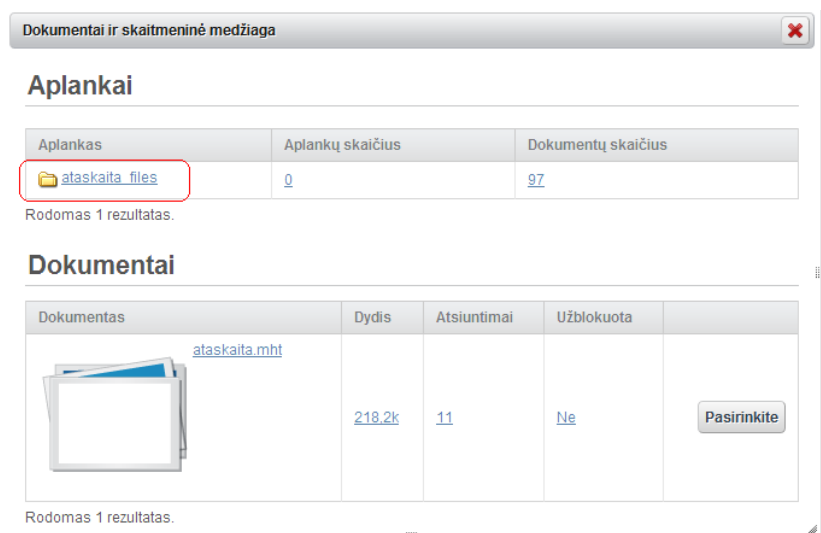 Dokumentai ir skaitmeninė medžiaga
Aplankai
Aplankas Aplankų skaičius Dokumentų skaičius
ataskaita_files 0 97
Rodomas 1 rezultatas.
Dokumentai
Dokumentas Dydis Atsiuntimai Užblokuota
ataskaita.mht
218,2k 11 Ne Pasirinkite
Rodomas 1 rezultatas.